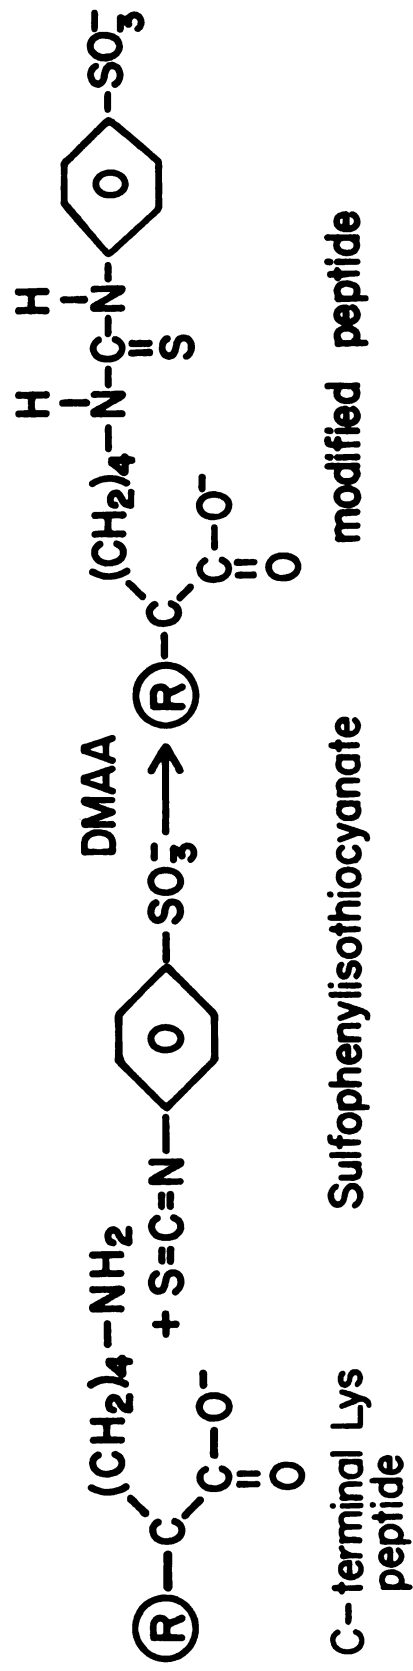 (CH2)4-NH2
R-C
C-O-
O
+ S=C=N- O -SO3-
DMAA
R-C
(CH2)4-N-C-N- O -SO3-
H H
S
C-O-
O
C-terminal Lys
peptide
Sulfophenylisothiocyanate
modified peptide